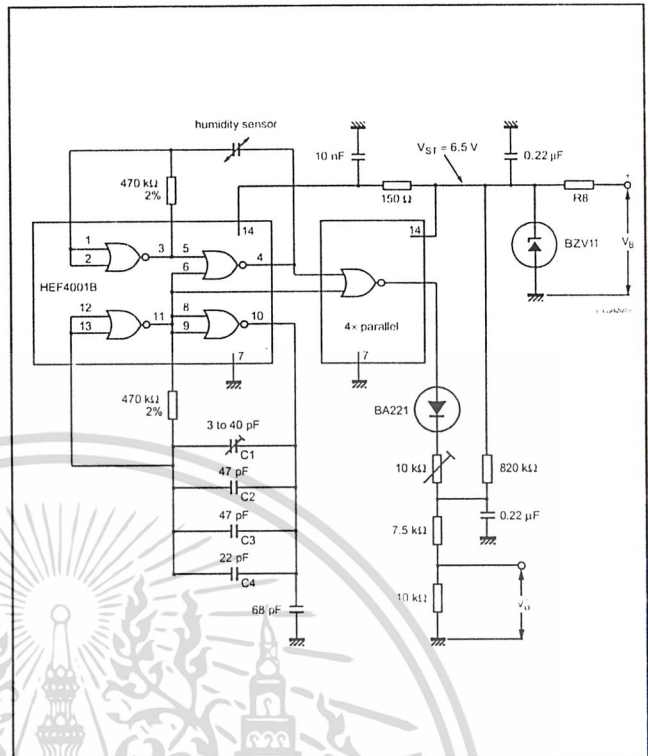 humidity sensor
10 nF
V_ST = 6.5 V
0.22 µF
470 kΩ
2%
150 Ω
R8
+
14
14
1
2
3
5
6
4
BZV11
V_B
HEF4001B
12
13
11
8
9
10
4× parallel
7
7
470 kΩ
2%
BA221
3 to 40 pF
C1
10 kΩ
820 kΩ
47 pF
C2
47 pF
C3
7.5 kΩ
0.22 µF
22 pF
C4
68 pF
10 kΩ
V_o